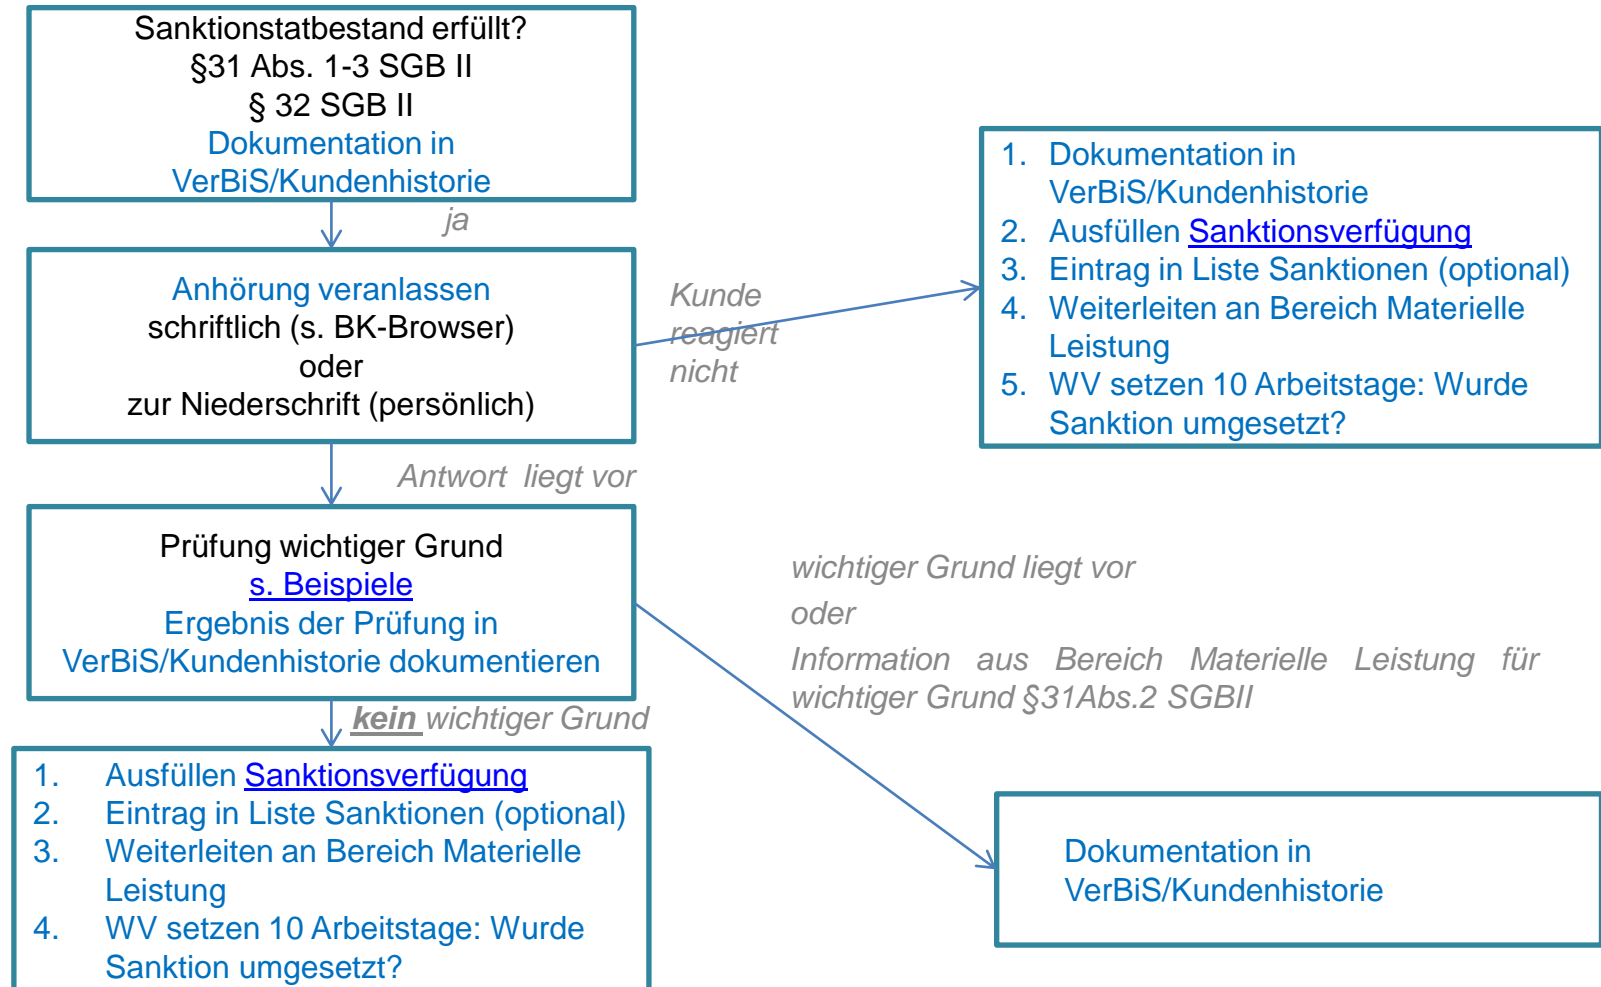 Sanktionstatbestand erfüllt?
§31 Abs. 1-3 SGB II
§ 32 SGB II
Dokumentation in
VerBiS/Kundenhistorie
ja
Anhörung veranlassen
schriftlich (s. BK-Browser)
oder
zur Niederschrift (persönlich)
Kunde
reagiert
nicht
1. Dokumentation in
VerBiS/Kundenhistorie
2. Ausfüllen Sanktionsverfügung
3. Eintrag in Liste Sanktionen (optional)
4. Weiterleiten an Bereich Materielle
Leistung
5. WV setzen 10 Arbeitstage: Wurde
Sanktion umgesetzt?
Antwort liegt vor
Prüfung wichtiger Grund
s. Beispiele
Ergebnis der Prüfung in
VerBiS/Kundenhistorie dokumentieren
wichtiger Grund liegt vor
oder
Information aus Bereich Materielle Leistung für
wichtiger Grund §31Abs.2 SGBII
kein wichtiger Grund
1. Ausfüllen Sanktionsverfügung
2. Eintrag in Liste Sanktionen (optional)
3. Weiterleiten an Bereich Materielle
Leistung
4. WV setzen 10 Arbeitstage: Wurde
Sanktion umgesetzt?
Dokumentation in
VerBiS/Kundenhistorie